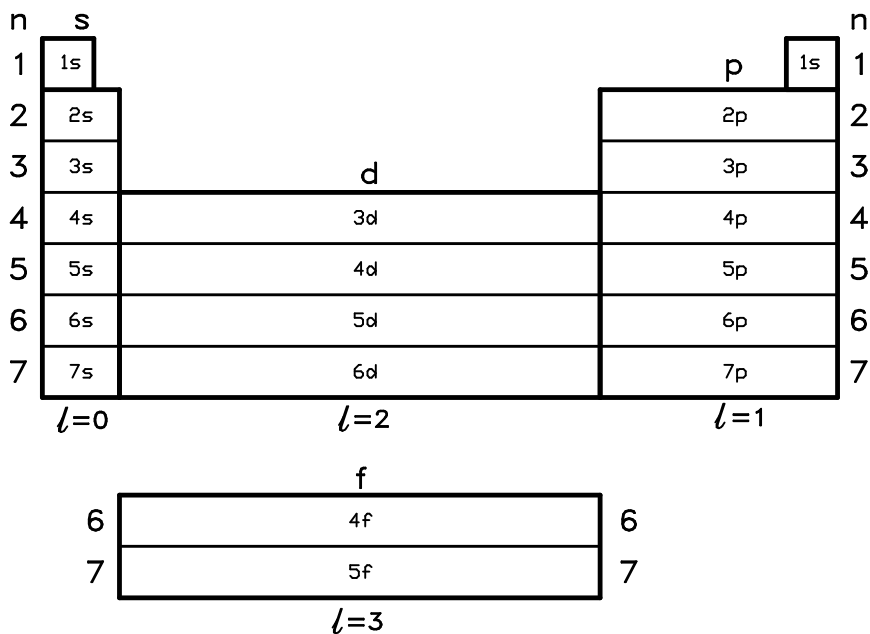 n s n
1 1s p 1s 1
2 2s 2p 2
3 3s d 3p 3
4 4s 3d 4p 4
5 5s 4d 5p 5
6 6s 5d 6p 6
7 7s 6d 7p 7
l=0 l=2 l=1
f
6 4f 6
7 5f 7
l=3